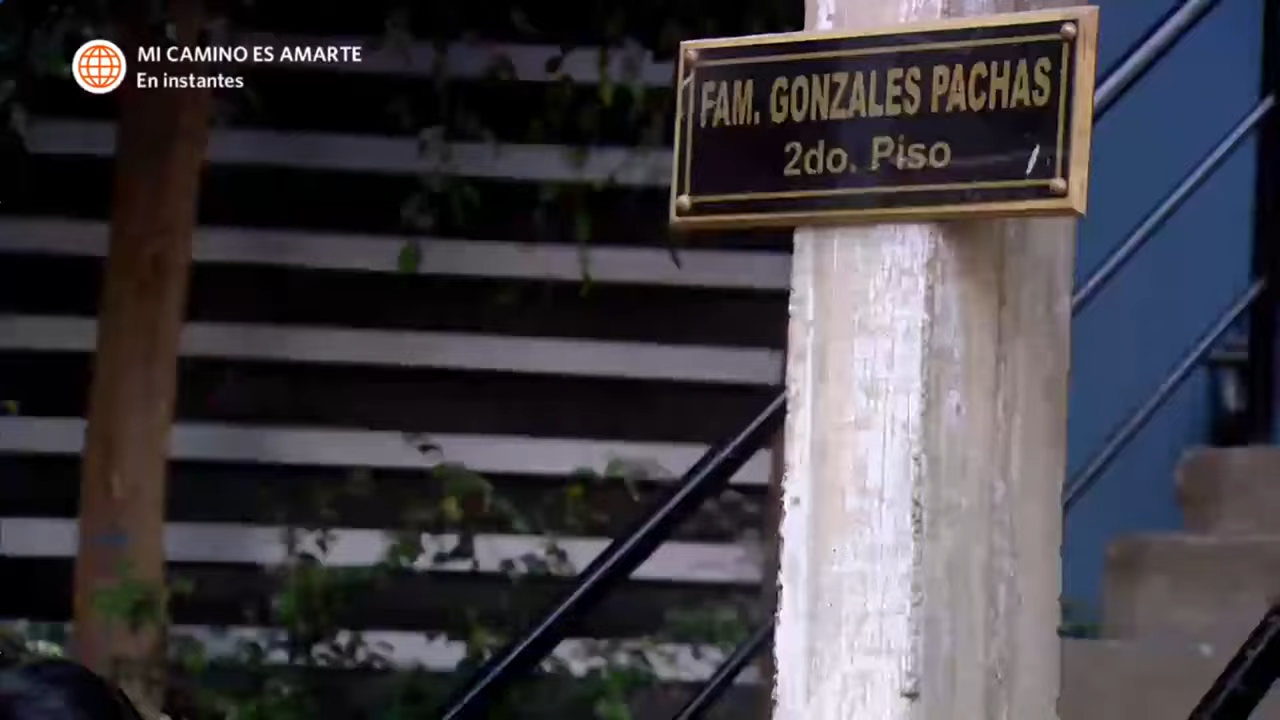 MI CAMINO ES AMARTE
En instantes
FAM. GONZALES PACHAS
2do. Piso